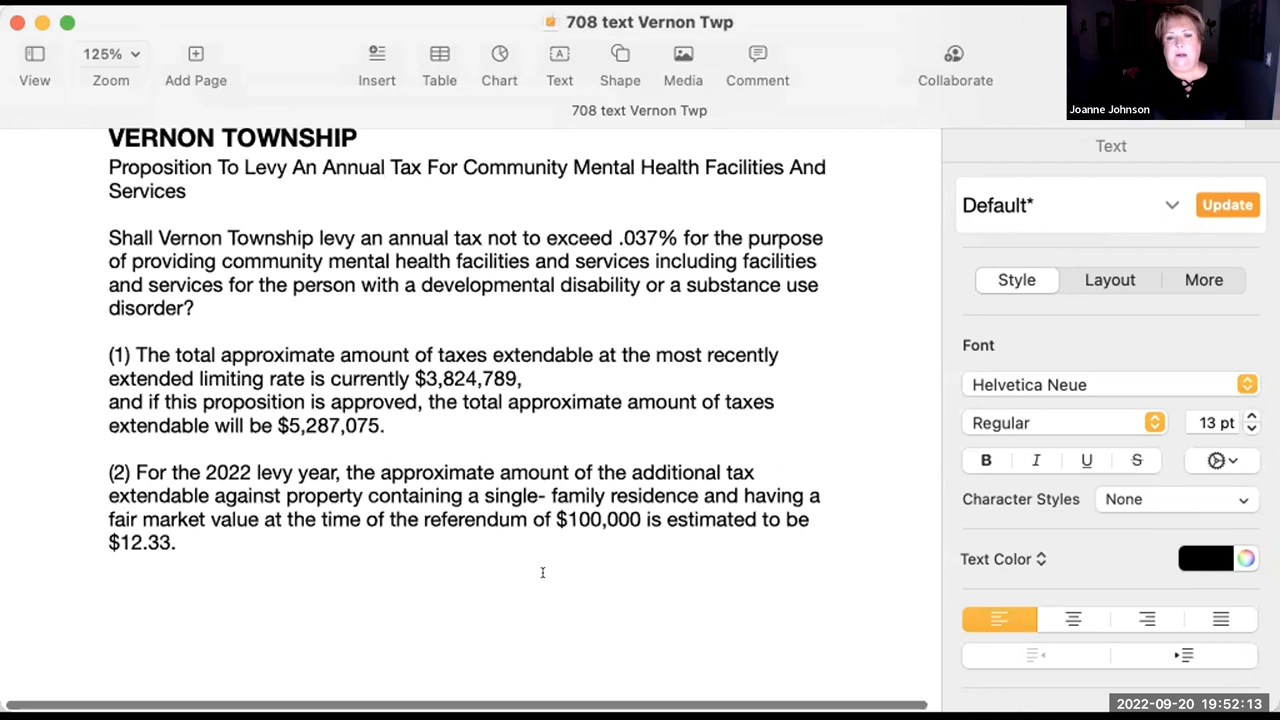 708 text Vernon Twp
125%
View
Zoom
Add Page
Insert
Table
Chart
Text
Shape
Media
Comment
Collaborate
708 text Vernon Twp
Joanne Johnson
VERNON TOWNSHIP
Proposition To Levy An Annual Tax For Community Mental Health Facilities And
Services
Shall Vernon Township levy an annual tax not to exceed .037% for the purpose
of providing community mental health facilities and services including facilities
and services for the person with a developmental disability or a substance use
disorder?
(1) The total approximate amount of taxes extendable at the most recently
extended limiting rate is currently $3,824,789,
and if this proposition is approved, the total approximate amount of taxes
extendable will be $5,287,075.
(2) For the 2022 levy year, the approximate amount of the additional tax
extendable against property containing a single- family residence and having a
fair market value at the time of the referendum of $100,000 is estimated to be
$12.33.
Text
Default*
Update
Style
Layout
More
Font
Helvetica Neue
Regular
13 pt
B I U S
Character Styles
None
Text Color
2022-09-20 19:52:13